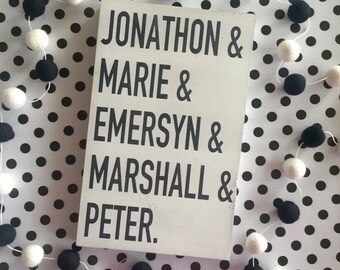 JONATHON &
MARIE &
EMERSYN &
MARSHALL &
PETER.